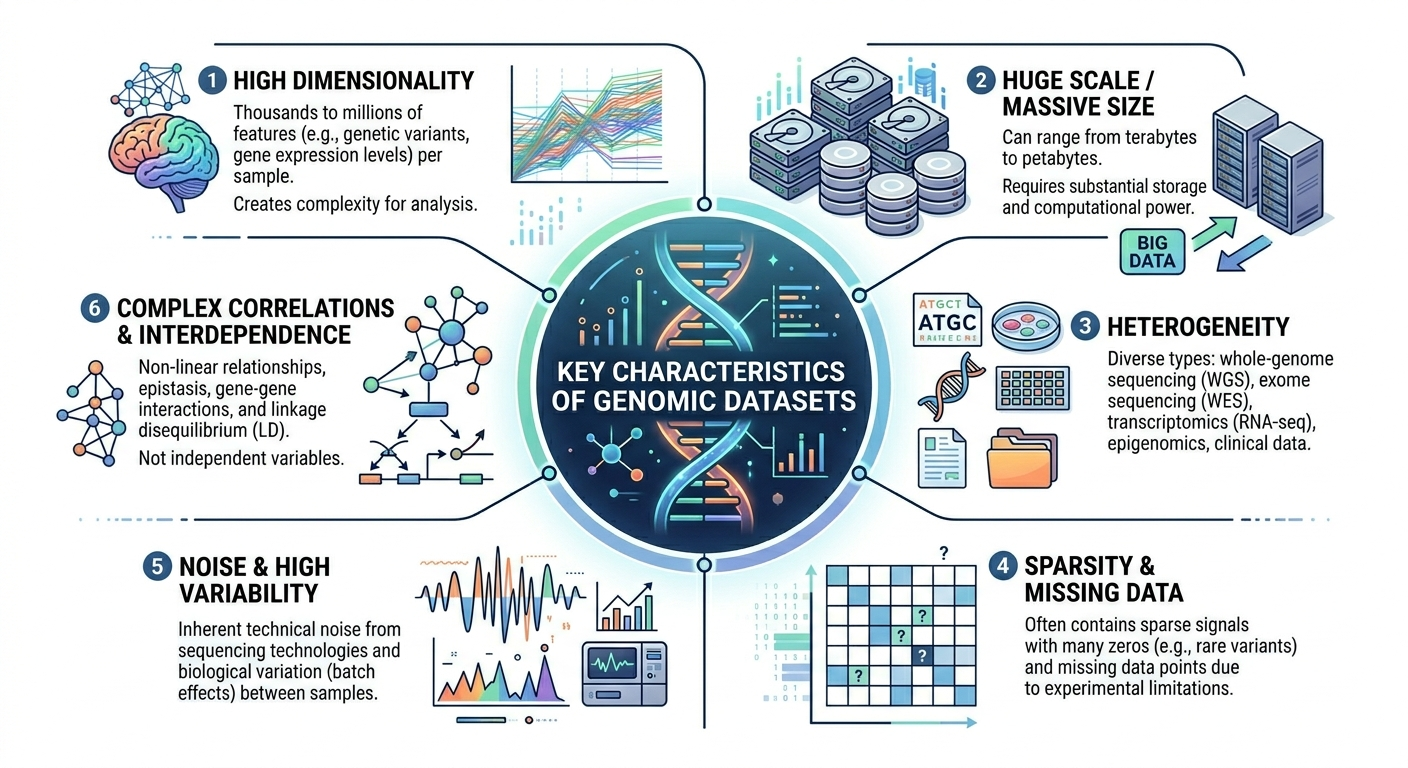 KEY CHARACTERISTICS
OF GENOMIC DATASETS
1 HIGH DIMENSIONALITY
Thousands to millions of
features (e.g., genetic variants,
gene expression levels) per
sample.
Creates complexity for analysis.
2 HUGE SCALE /
MASSIVE SIZE
Can range from terabytes
to petabytes.
Requires substantial storage
and computational power.
BIG
DATA
3 HETEROGENEITY
Diverse types: whole-genome
sequencing (WGS), exome
sequencing (WES),
transcriptomics (RNA-seq),
epigenomics, clinical data.
ATGCT
ATGC
4 SPARSITY &
MISSING DATA
Often contains sparse signals
with many zeros (e.g., rare variants)
and missing data points due
to experimental limitations.
?
?
?
?
?
5 NOISE & HIGH
VARIABILITY
Inherent technical noise from
sequencing technologies and
biological variation (batch
effects) between samples.
6 COMPLEX CORRELATIONS
& INTERDEPENDENCE
Non-linear relationships,
epistasis, gene-gene
interactions, and linkage
disequilibrium (LD).
Not independent variables.